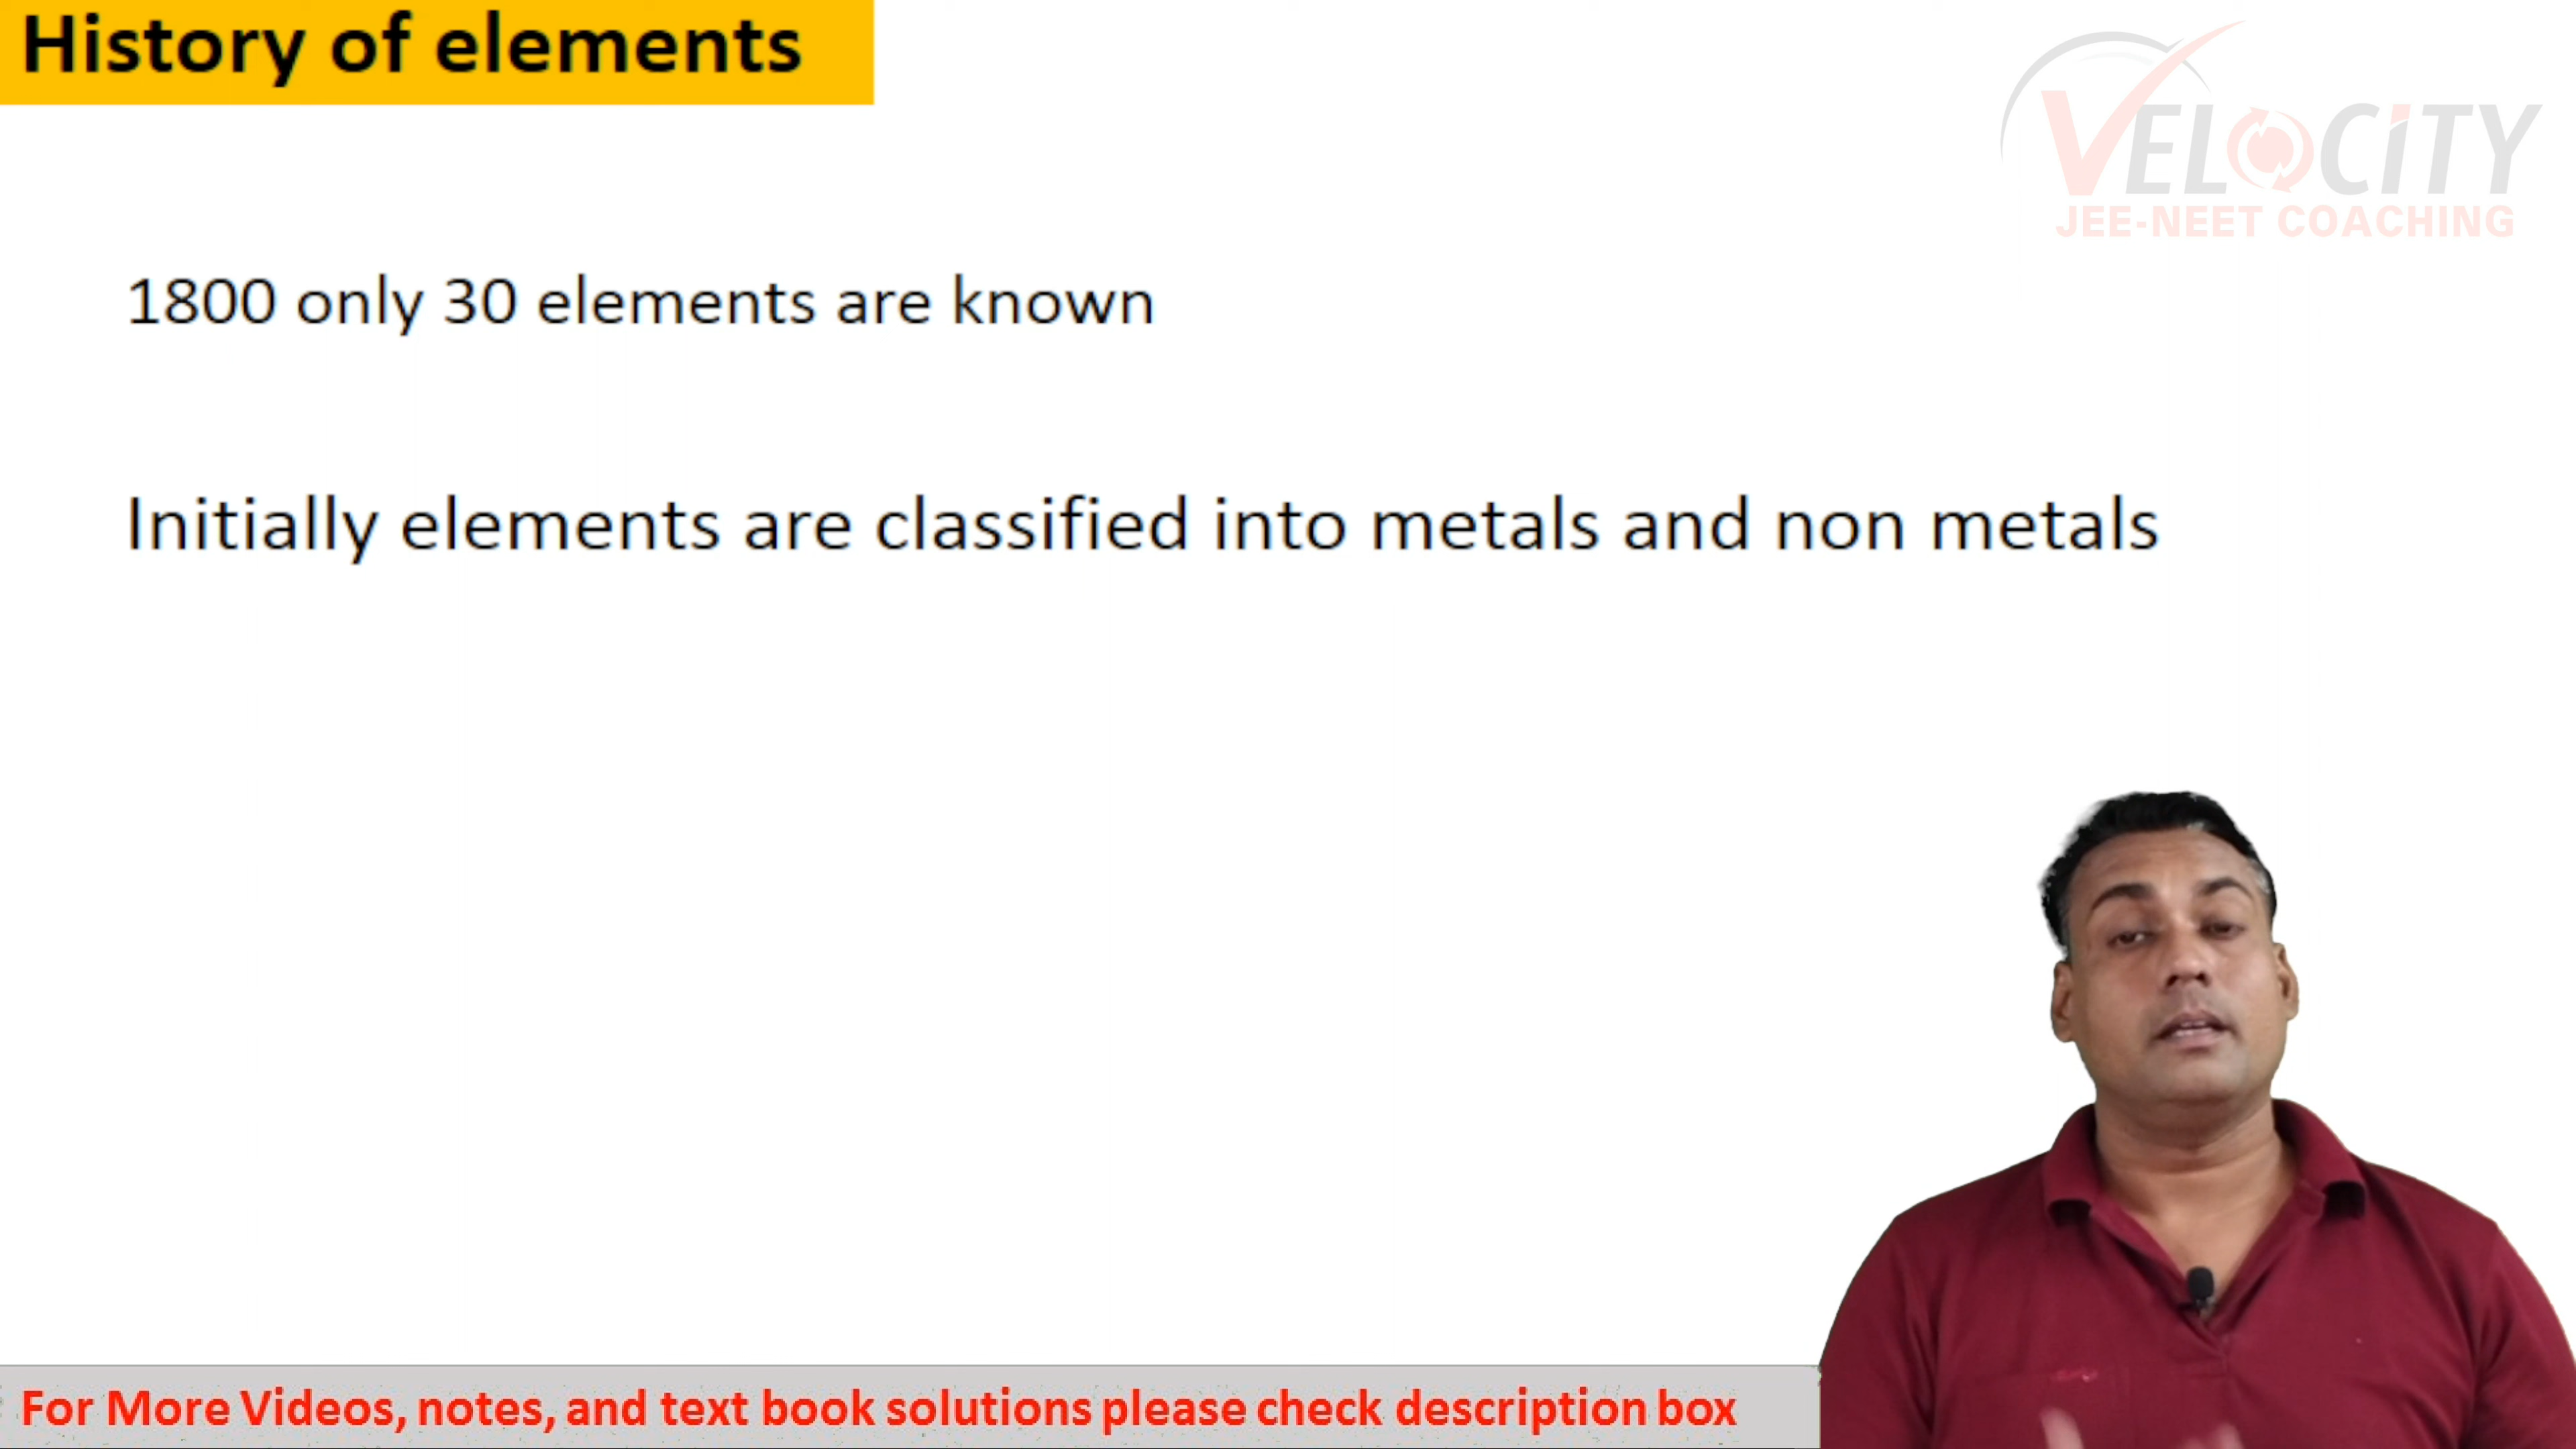 History of elements
VELOCITY
JEE-NEET COACHING
1800 only 30 elements are known
Initially elements are classified into metals and non metals
For More Videos, notes, and text book solutions please check description box